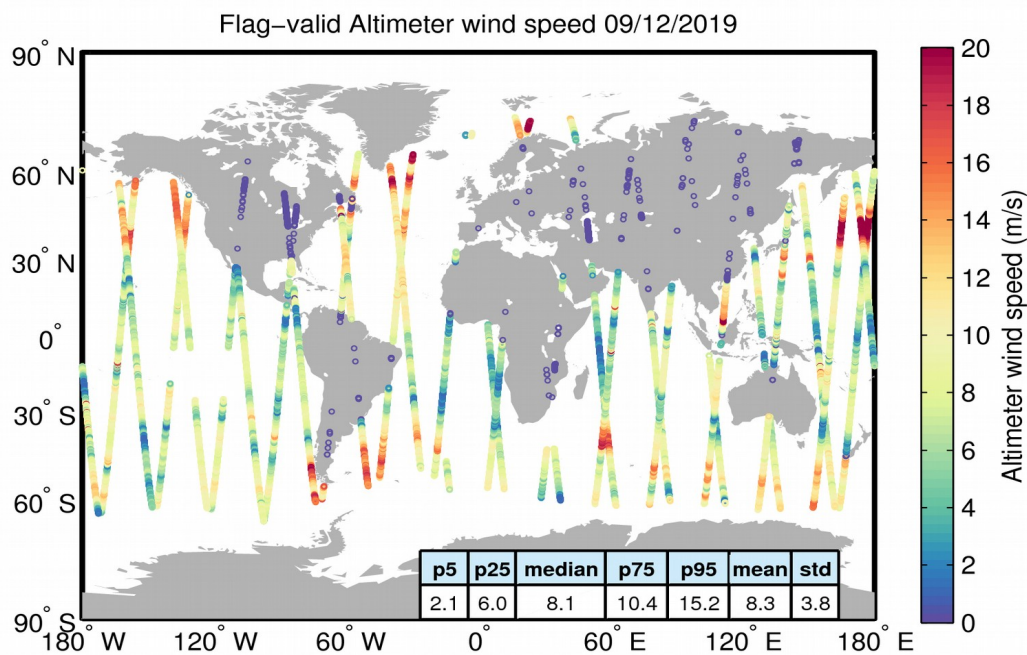 Flag−valid Altimeter wind speed 09/12/2019
90° N
60° N
30° N
0°
30° S
60° S
90° S
180° W
120° W
60° W
0°
60° E
120° E
180° E
p5 p25 median p75 p95 mean std
2.1 6.0 8.1 10.4 15.2 8.3 3.8
20
18
16
14
12
10
8
6
4
2
0
Altimeter wind speed (m/s)